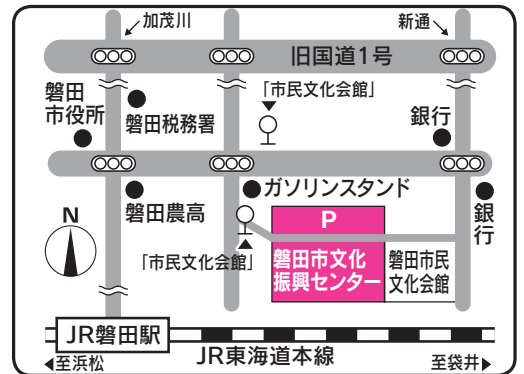 加茂川
新通
旧国道1号
磐田
市役所
「市民文化会館」
磐田税務署
銀行
磐田農高
ガソリンスタンド
銀行
N
P
「市民文化会館」
磐田市文化
振興センター
磐田市民
文化会館
JR磐田駅
JR東海道本線
◀至浜松
至袋井▶